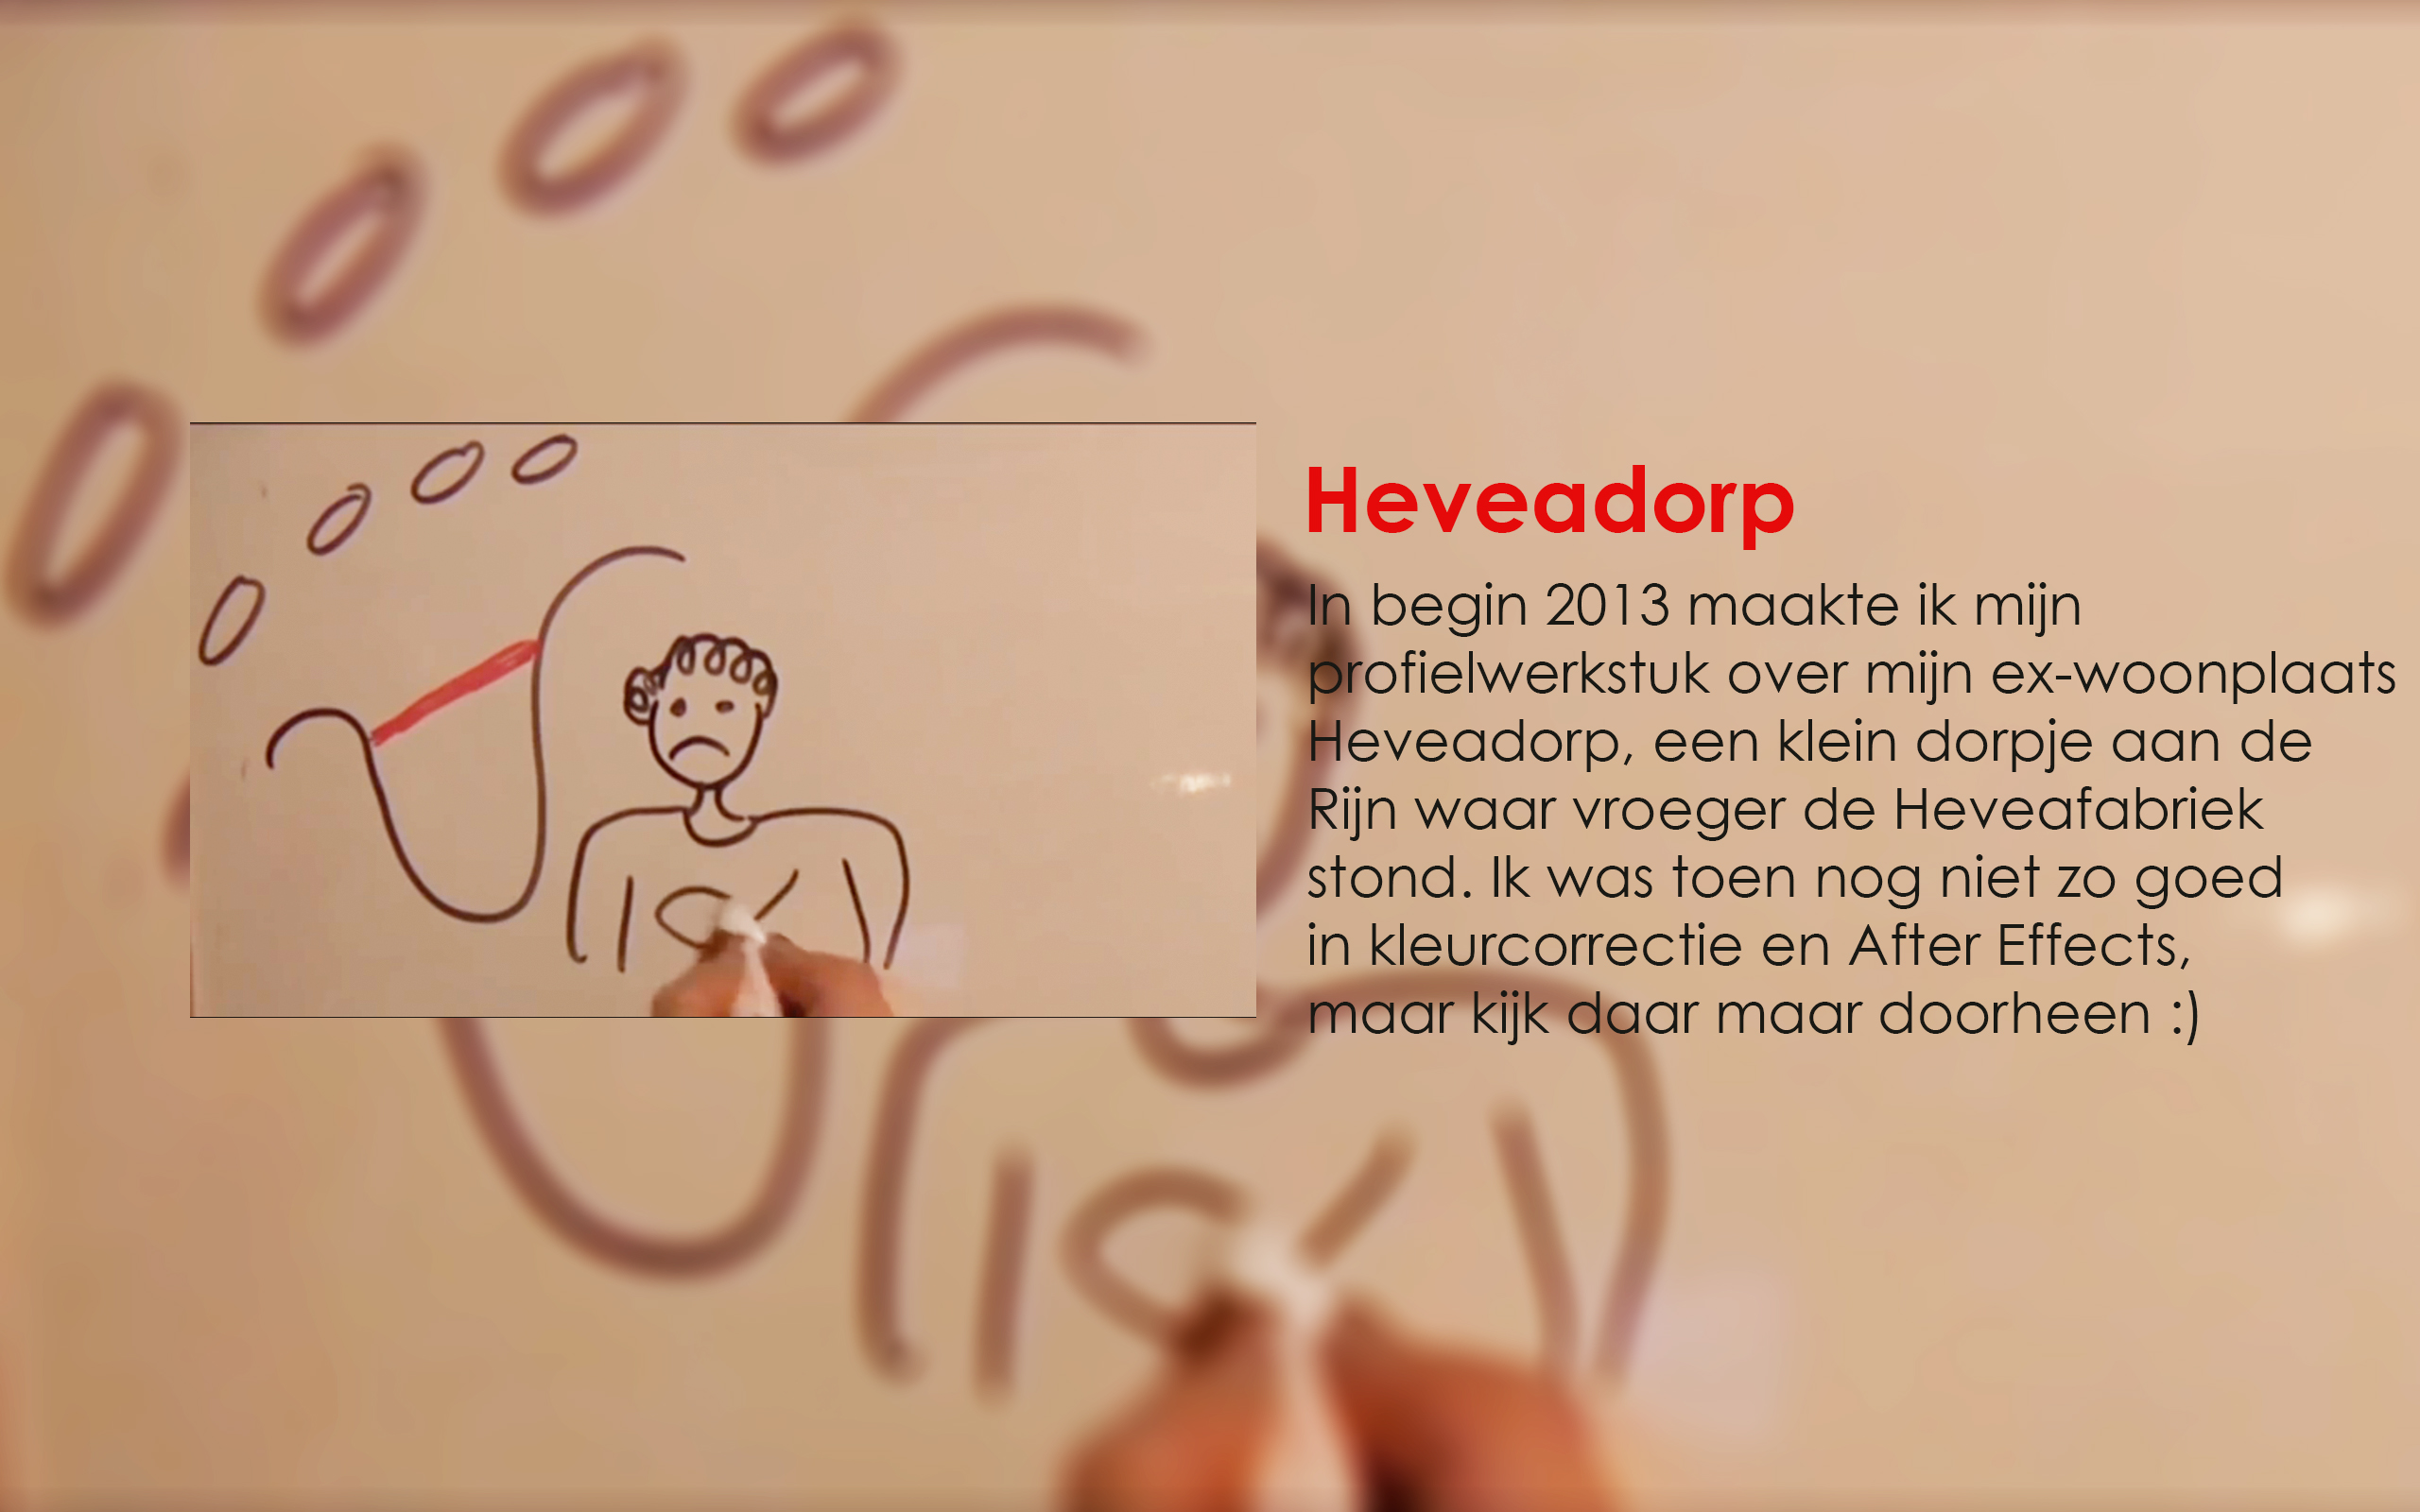 Heveadorp
In begin 2013 maakte ik mijn
profielwerkstuk over mijn ex-woonplaats
Heveadorp, een klein dorpje aan de
Rijn waar vroeger de Heveafabriek
stond. Ik was toen nog niet zo goed
in kleurcorrectie en After Effects,
maar kijk daar maar doorheen :)